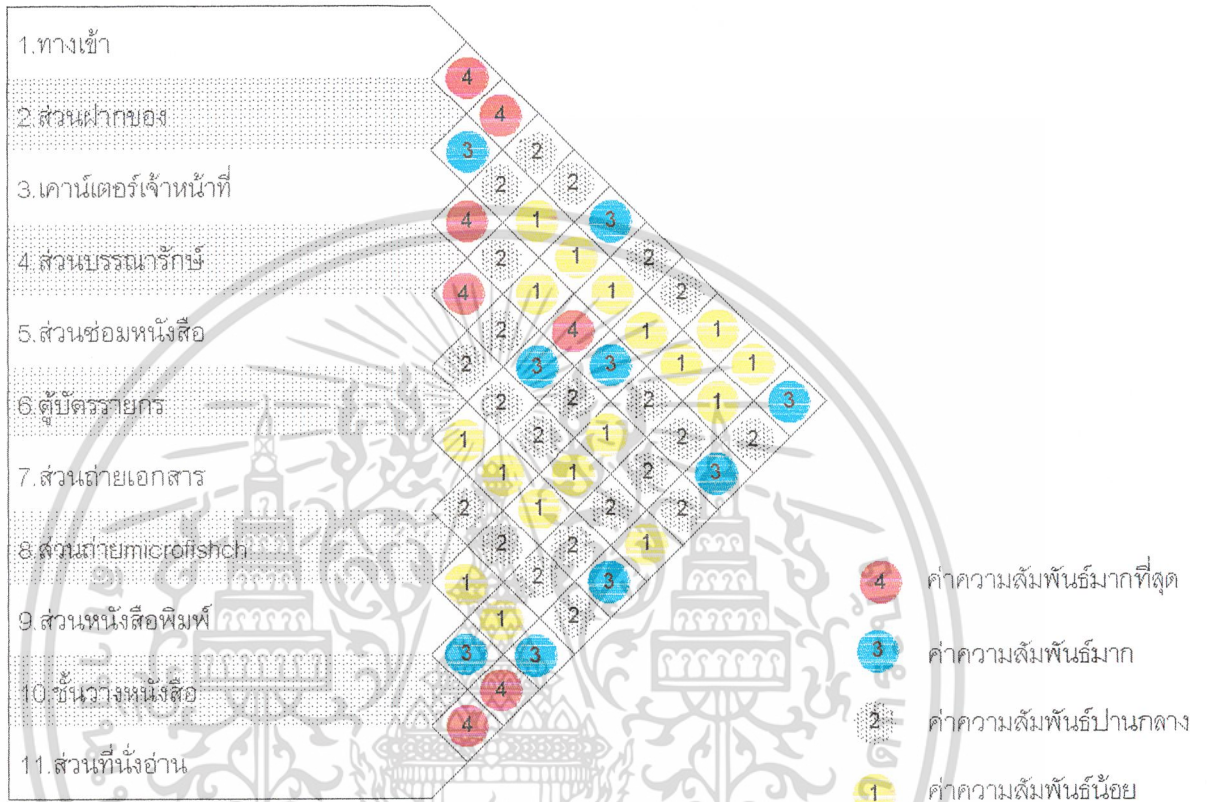 1.ทางเข้า
4
2.ส่วนฝากของ
4
3 2
3.เคาน์เตอร์เจ้าหน้าที่
2 2
4 1 3
4.ส่วนบรรณารักษ์
2 1 2
4 1 1 2
5.ส่วนซ่อมหนังสือ
2 4 1 1
2 3 3 1 1
6.ตู้บัตรรายการ
2 2 2 1 3
1 2 1 2 2
7.ส่วนถ่ายเอกสาร
1 1 2 3
2 1 2 2
8.ส่วนถ่ายmicrofishch
2 2 1
1 2 3
9.ส่วนหนังสือพิมพ์
1 2
3 3
10.ชั้นวางหนังสือ
4
4
11.ส่วนที่นั่งอ่าน
4 ค่าความสัมพันธ์มากที่สุด
3 ค่าความสัมพันธ์มาก
2 ค่าความสัมพันธ์ปานกลาง
1 ค่าความสัมพันธ์น้อย